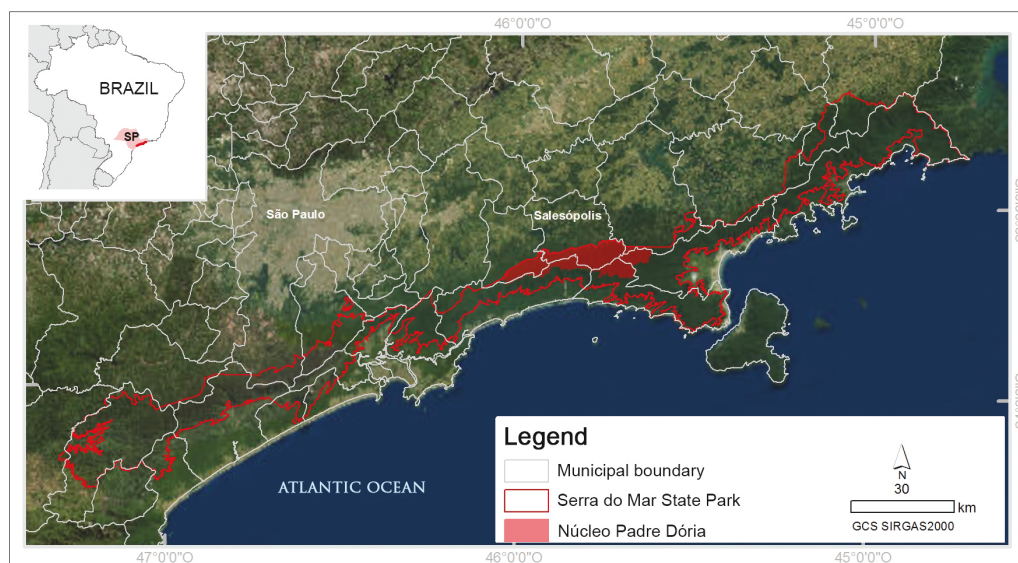 46°0'0"O
45°0'0"O
BRAZIL
SP
São Paulo
Salesópolis
ATLANTIC OCEAN
Legend
Municipal boundary
Serra do Mar State Park
Núcleo Padre Dória
N
30
km
GCS SIRGAS2000
47°0'0"O
46°0'0"O
45°0'0"O